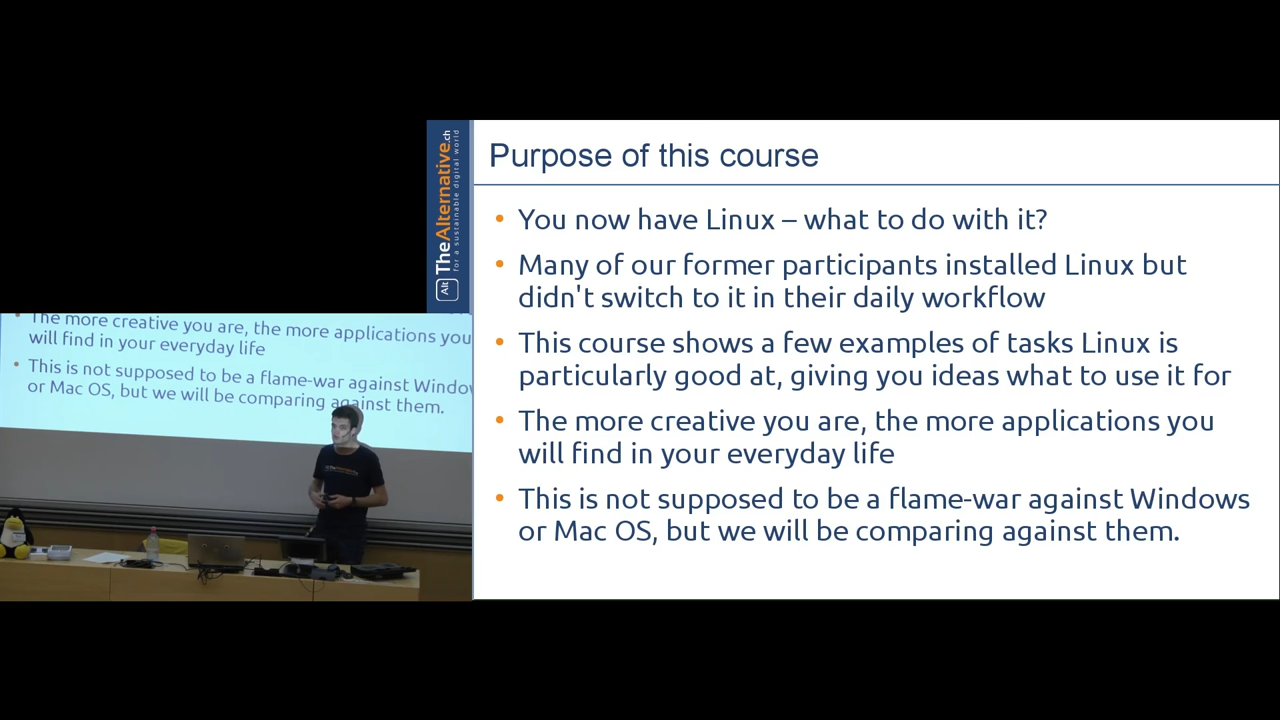 Alt TheAlternative.ch
for a sustainable digital world
Purpose of this course
• You now have Linux – what to do with it?
• Many of our former participants installed Linux but
didn't switch to it in their daily workflow
• This course shows a few examples of tasks Linux is
particularly good at, giving you ideas what to use it for
• The more creative you are, the more applications you
will find in your everyday life
• This is not supposed to be a flame-war against Windows
or Mac OS, but we will be comparing against them.
• The more creative you are, the more applications you
will find in your everyday life
• This is not supposed to be a flame-war against Windo
or Mac OS, but we will be comparing against them.